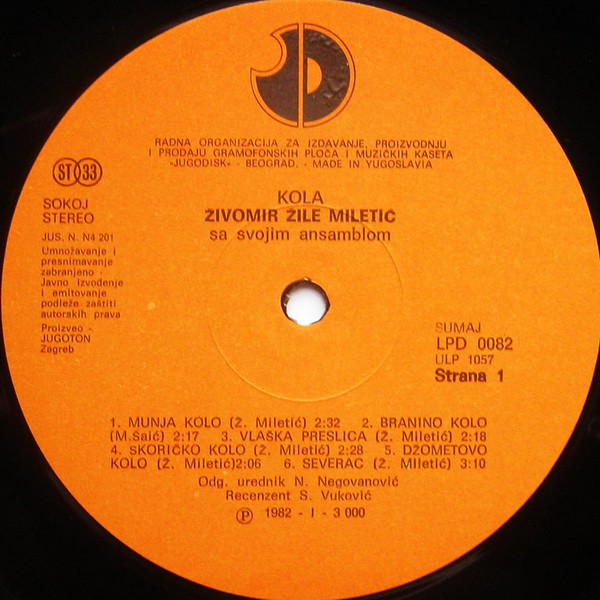 RADNA ORGANIZACIJA ZA IZDAVANJE, PROIZVODNJU
I PRODAJU GRAMOFONSKIH PLOČA I MUZIČKIH KASETA
»JUGODISK« - BEOGRAD. - MADE IN YUGOSLAVIA
ST 33
SOKOJ
STEREO
JUS. N. N4 201
Umnožavanje i
presnimavanje
zabranjeno -
Javno izvođenje
i emitovanje
podleže zaštiti
autorskih prava
Proizveo -
JUGOTON
Zagreb
KOLA
ŽIVOMIR ŽILE MILETIĆ
sa svojim ansamblom
SUMAJ
LPD 0082
ULP 1057
Strana 1
1. MUNJA KOLO (Ž. Miletić) 2:32 2. BRANINO KOLO
(M.Šaić) 2:17 3. VLAŠKA PRESLICA (Ž. Miletić) 2:18
4. sKORIČKO KOLO (Ž. Miletić) 2:28 5. DŽOMETOVO
KOLO (Ž. Miletić)2:06 6. SEVERAC (Ž. Miletić) 3:10
Odg. urednik N. Negovanović
Recenzent S. Vuković
Ⓟ 1982 - I - 3 000